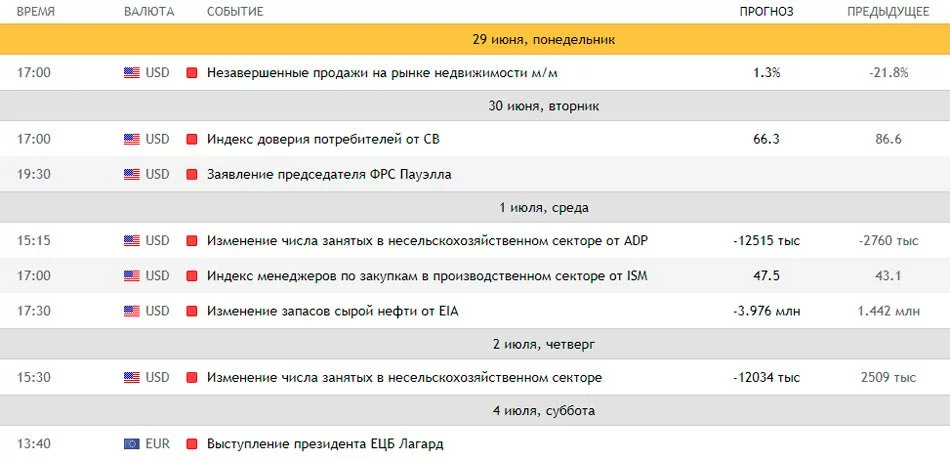 ВРЕМЯ ВАЛЮТА СОБЫТИЕ ПРОГНОЗ ПРЕДЫДУЩЕЕ
29 июня, понедельник
17:00 USD Незавершенные продажи на рынке недвижимости м/м 1.3% -21.8%
30 июня, вторник
17:00 USD Индекс доверия потребителей от CB 66.3 86.6
19:30 USD Заявление председателя ФРС Пауэлла
1 июля, среда
15:15 USD Изменение числа занятых в несельскохозяйственном секторе от ADP -12515 тыс -2760 тыс
17:00 USD Индекс менеджеров по закупкам в производственном секторе от ISM 47.5 43.1
17:30 USD Изменение запасов сырой нефти от EIA -3.976 млн 1.442 млн
2 июля, четверг
15:30 USD Изменение числа занятых в несельскохозяйственном секторе -12034 тыс 2509 тыс
4 июля, суббота
13:40 EUR Выступление президента ЕЦБ Лагард